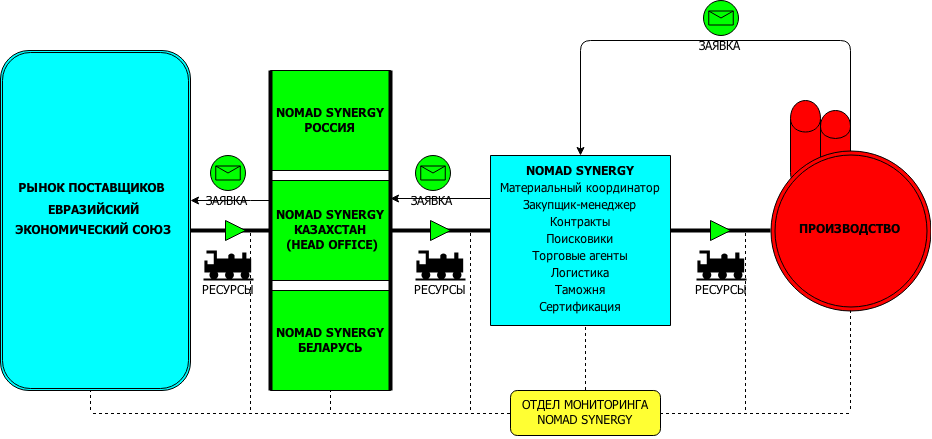 ЗАЯВКА
РЫНОК ПОСТАВЩИКОВ
ЕВРАЗИЙСКИЙ
ЭКОНОМИЧЕСКИЙ СОЮЗ
ЗАЯВКА
РЕСУРСЫ
NOMAD SYNERGY
РОССИЯ
NOMAD SYNERGY
КАЗАХСТАН
(HEAD OFFICE)
NOMAD SYNERGY
БЕЛАРУСЬ
ЗАЯВКА
РЕСУРСЫ
NOMAD SYNERGY
Материальный координатор
Закупщик-менеджер
Контракты
Поисковики
Торговые агенты
Логистика
Таможня
Сертификация
РЕСУРСЫ
ПРОИЗВОДСТВО
ОТДЕЛ МОНИТОРИНГА
NOMAD SYNERGY